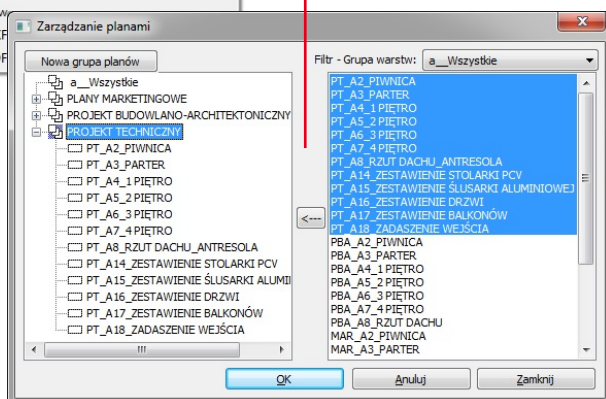 Zarządzanie planami
Nowa grupa planów
Filtr - Grupa warstw:
a__Wszystkie
a__Wszystkie
PLANY MARKETINGOWE
PROJEKT BUDOWLANO-ARCHITEKTONICZNY
PROJEKT TECHNICZNY
PT_A2_PIWNICA
PT_A3_PARTER
PT_A4_1 PIĘTRO
PT_A5_2 PIĘTRO
PT_A6_3 PIĘTRO
PT_A7_4 PIĘTRO
PT_A8_RZUT DACHU_ANTRESOLA
PT_A14_ZESTAWIENIE STOLARKI PCV
PT_A15_ZESTAWIENIE ŚLUSARKI ALUMII
PT_A16_ZESTAWIENIE DRZWI
PT_A17_ZESTAWIENIE BALKONÓW
PT_A18_ZADASZENIE WEJŚCIA
<---
PT_A2_PIWNICA
PT_A3_PARTER
PT_A4_1 PIĘTRO
PT_A5_2 PIĘTRO
PT_A6_3 PIĘTRO
PT_A7_4 PIĘTRO
PT_A8_RZUT DACHU_ANTRESOLA
PT_A14_ZESTAWIENIE STOLARKI PCV
PT_A15_ZESTAWIENIE ŚLUSARKI ALUMINIOWEJ
PT_A16_ZESTAWIENIE DRZWI
PT_A17_ZESTAWIENIE BALKONÓW
PT_A18_ZADASZENIE WEJŚCIA
PBA_A2_PIWNICA
PBA_A3_PARTER
PBA_A4_1 PIĘTRO
PBA_A5_2 PIĘTRO
PBA_A6_3 PIĘTRO
PBA_A7_4 PIĘTRO
PBA_A8_RZUT DACHU
MAR_A2_PIWNICA
MAR_A3_PARTER
OK
Anuluj
Zamknij